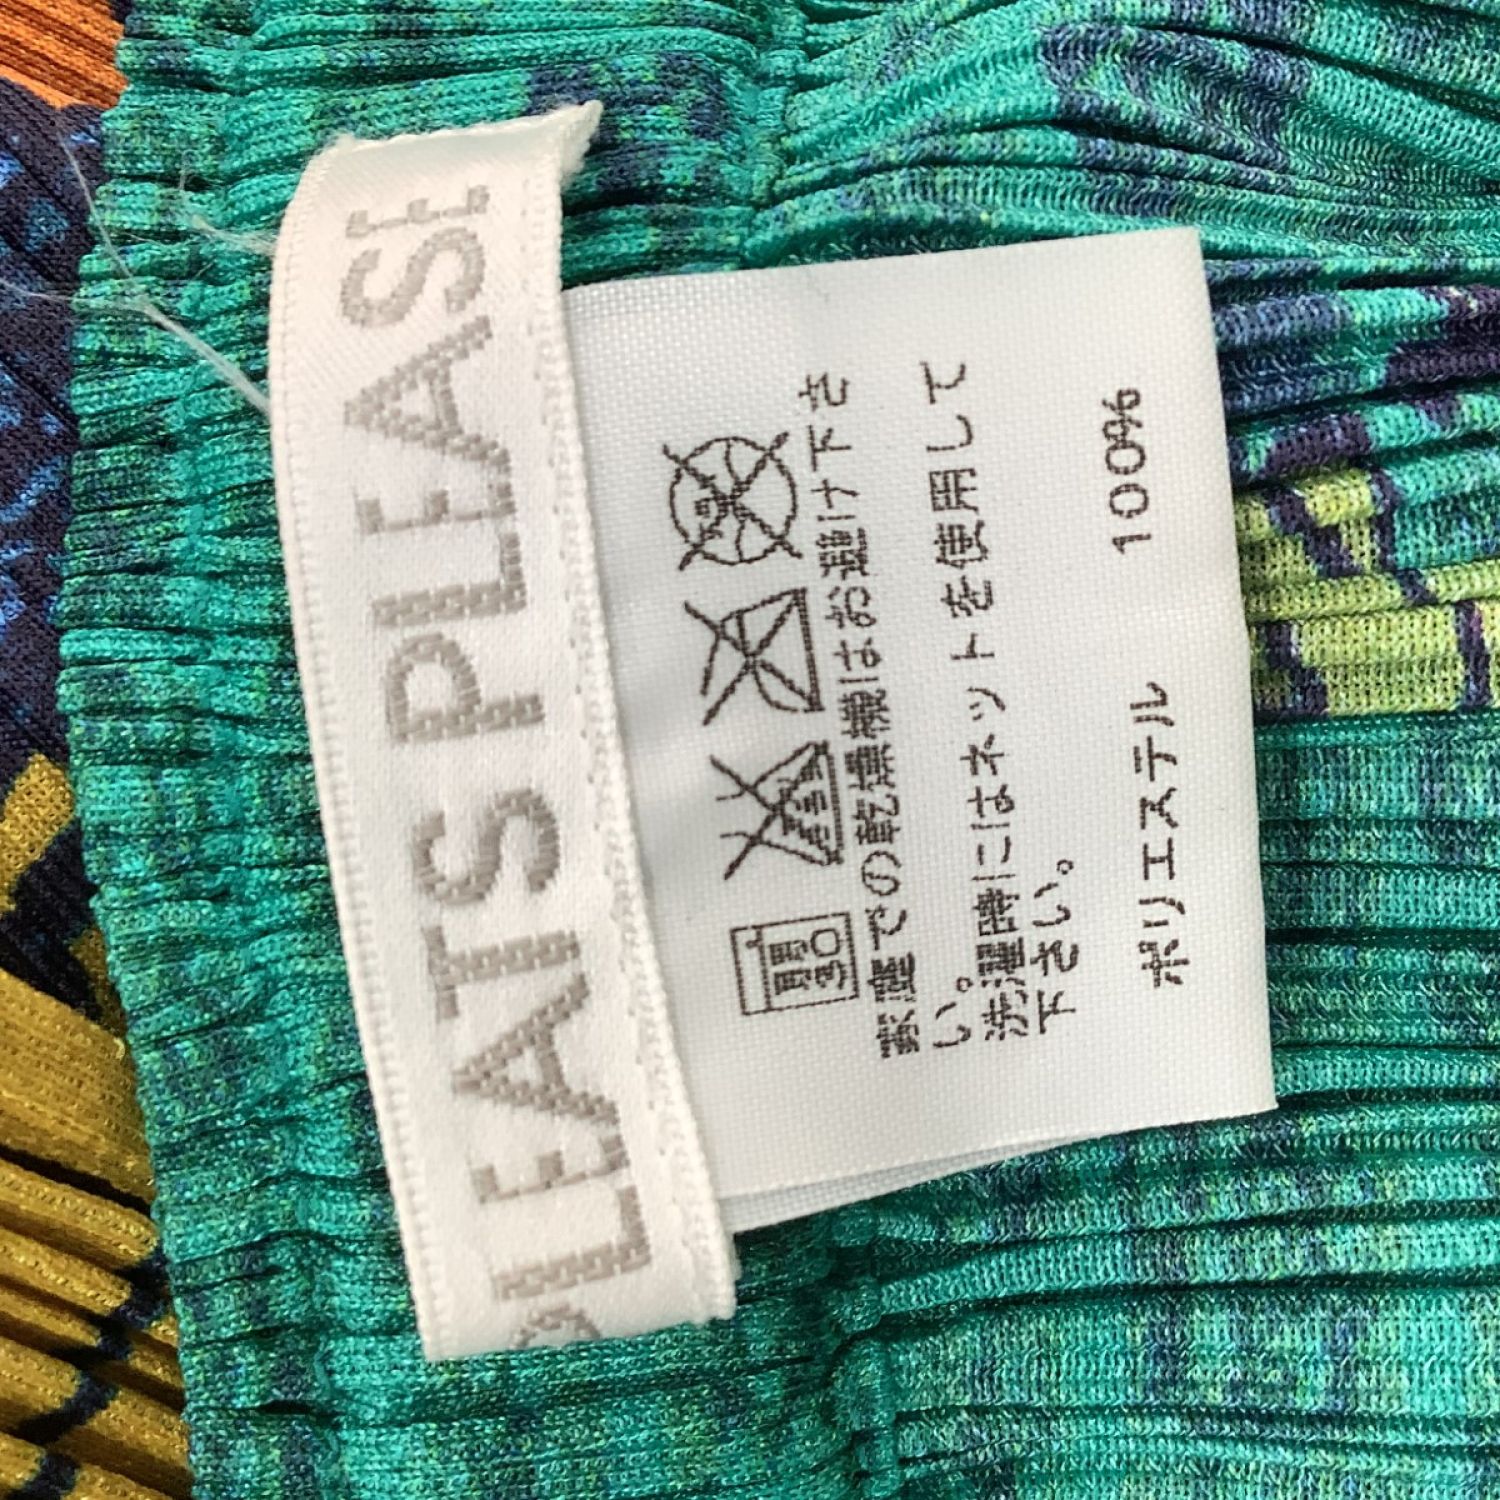 PLEATS PLEASE
弱
30
家庭での乾燥機はお避け下さ
い。
洗濯時にはネットを使用して
下さい。
ポリエステル 100%